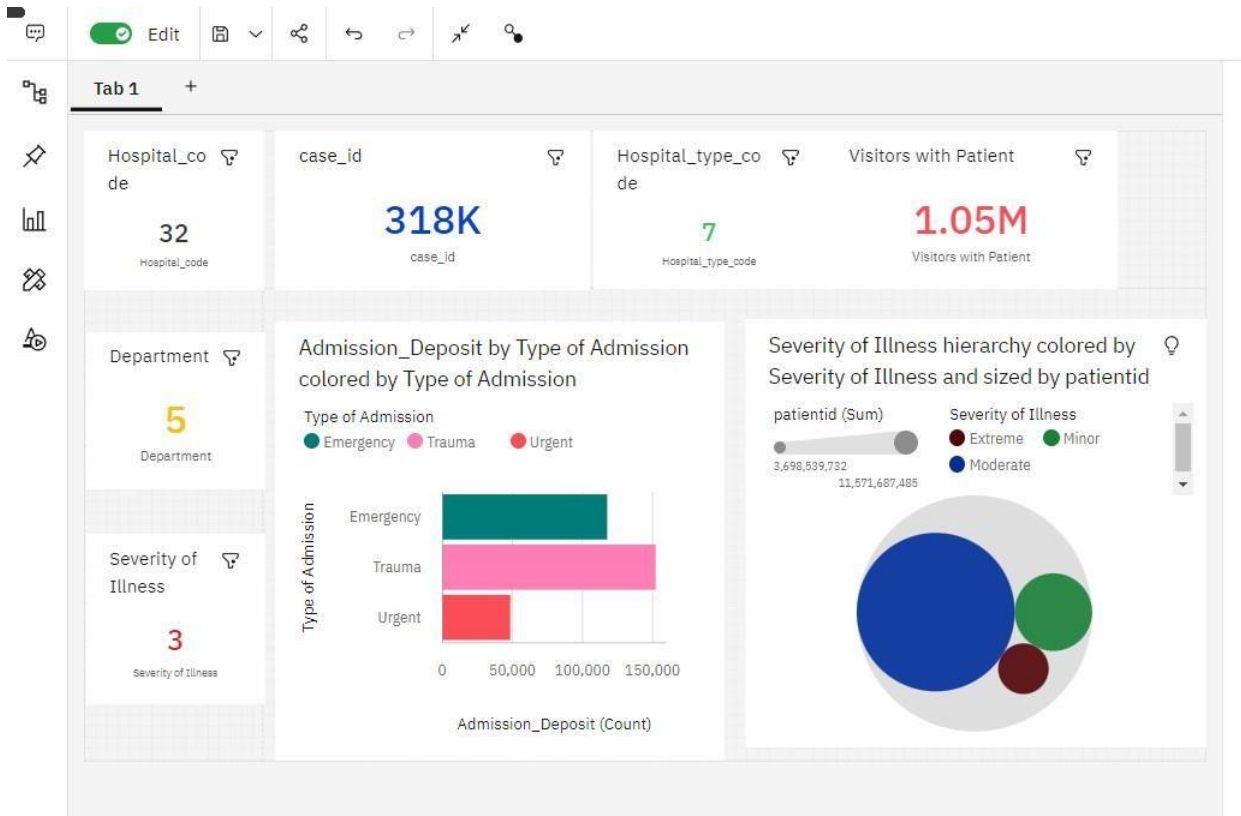 Edit
Tab 1 +
Hospital_co
de
32
Hospital_code
case_id
318K
case_id
Hospital_type_co
de
7
Hospital_type_code
Visitors with Patient
1.05M
Visitors with Patient
Department
5
Department
Severity of
Illness
3
Severity of Illness
Admission_Deposit by Type of Admission
colored by Type of Admission
Type of Admission
Emergency Trauma Urgent
Type of Admission
Emergency
Trauma
Urgent
0 50,000 100,000 150,000
Admission_Deposit (Count)
Severity of Illness hierarchy colored by
Severity of Illness and sized by patientid
patientid (Sum)
3,698,539,732
11,571,687,485
Severity of Illness
Extreme Minor
Moderate